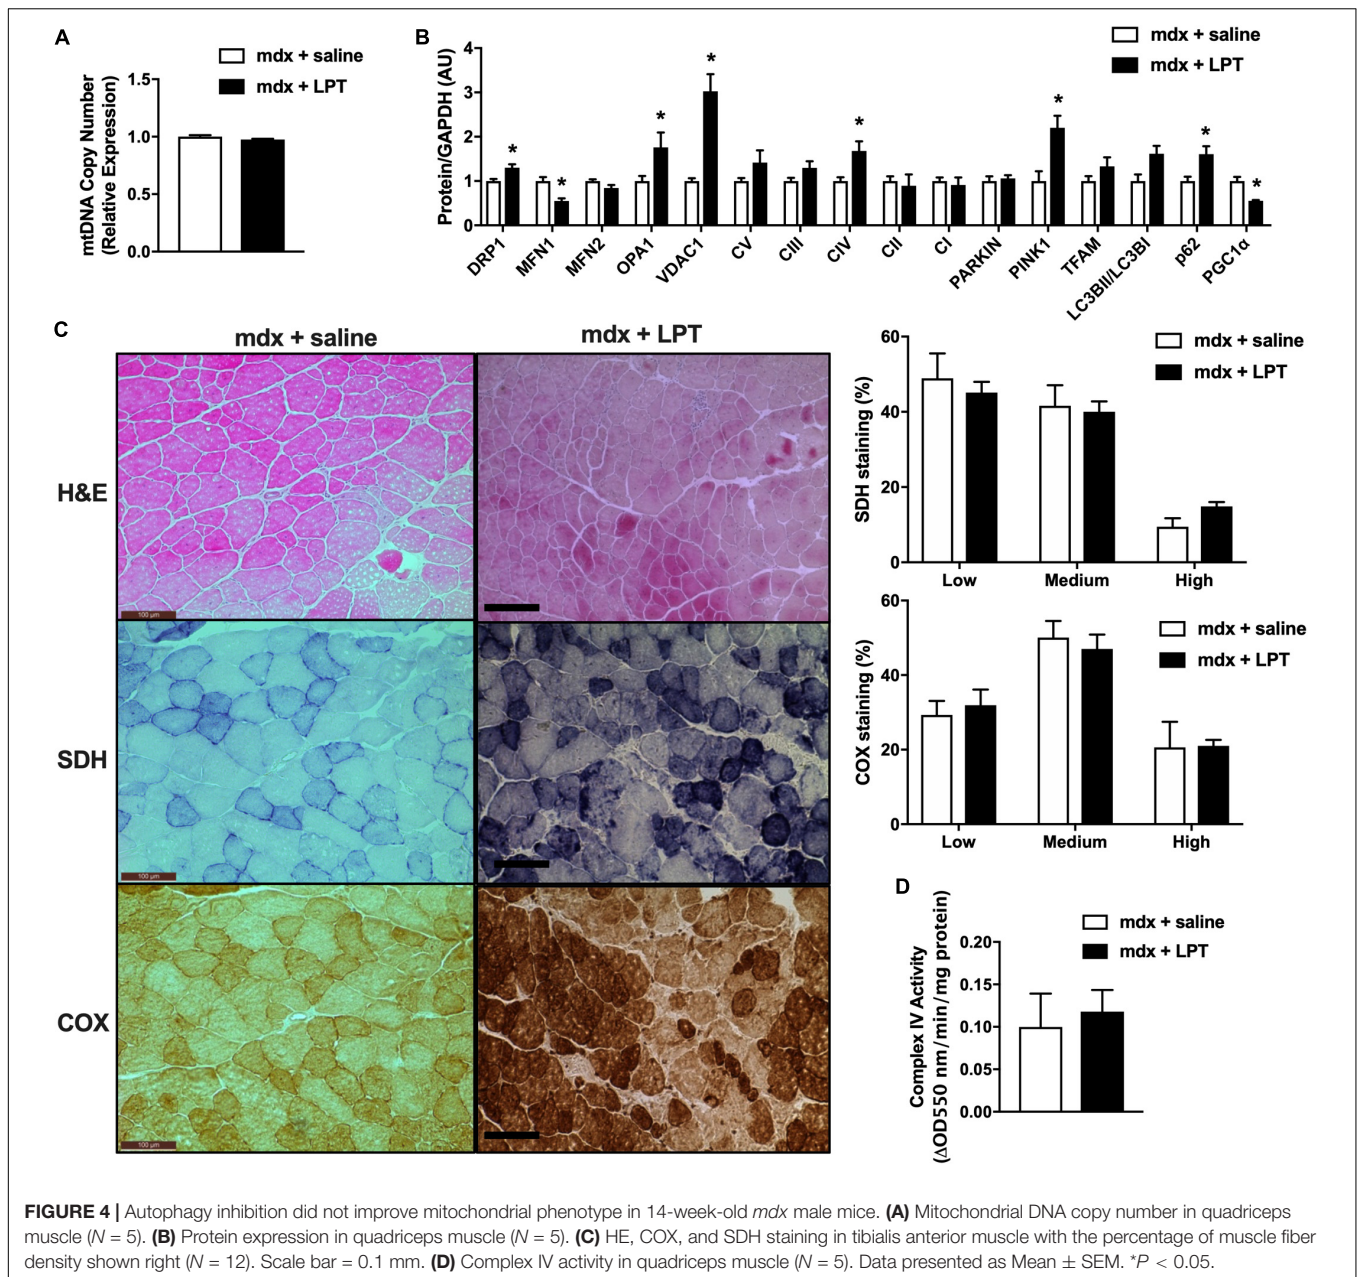 A
mdx + saline
mdx + LPT
mtDNA Copy Number
(Relative Expression)
1.5
1.0
0.5
0.0
B
mdx + saline
mdx + LPT
Protein/GAPDH (AU)
4
3
2
1
0
* * * * * * * *
DRP1 MFN1 MFN2 OPA1 VDAC1 CV CIII CIV CII CI PARKIN PINK1 TFAM LC3BII/LC3BI p62 PGC1α
C
mdx + saline mdx + LPT
H&E
100 µm
SDH
100 µm
COX
100 µm
mdx + saline
mdx + LPT
SDH staining (%)
60
40
20
0
Low Medium High
mdx + saline
mdx + LPT
COX staining (%)
60
40
20
0
Low Medium High
D
mdx + saline
mdx + LPT
Complex IV Activity
(ΔOD550 nm/min/mg protein)
0.20
0.15
0.10
0.05
0.00
FIGURE 4 | Autophagy inhibition did not improve mitochondrial phenotype in 14-week-old mdx male mice. (A) Mitochondrial DNA copy number in quadriceps
muscle (N = 5). (B) Protein expression in quadriceps muscle (N = 5). (C) HE, COX, and SDH staining in tibialis anterior muscle with the percentage of muscle fiber
density shown right (N = 12). Scale bar = 0.1 mm. (D) Complex IV activity in quadriceps muscle (N = 5). Data presented as Mean ± SEM. *P < 0.05.